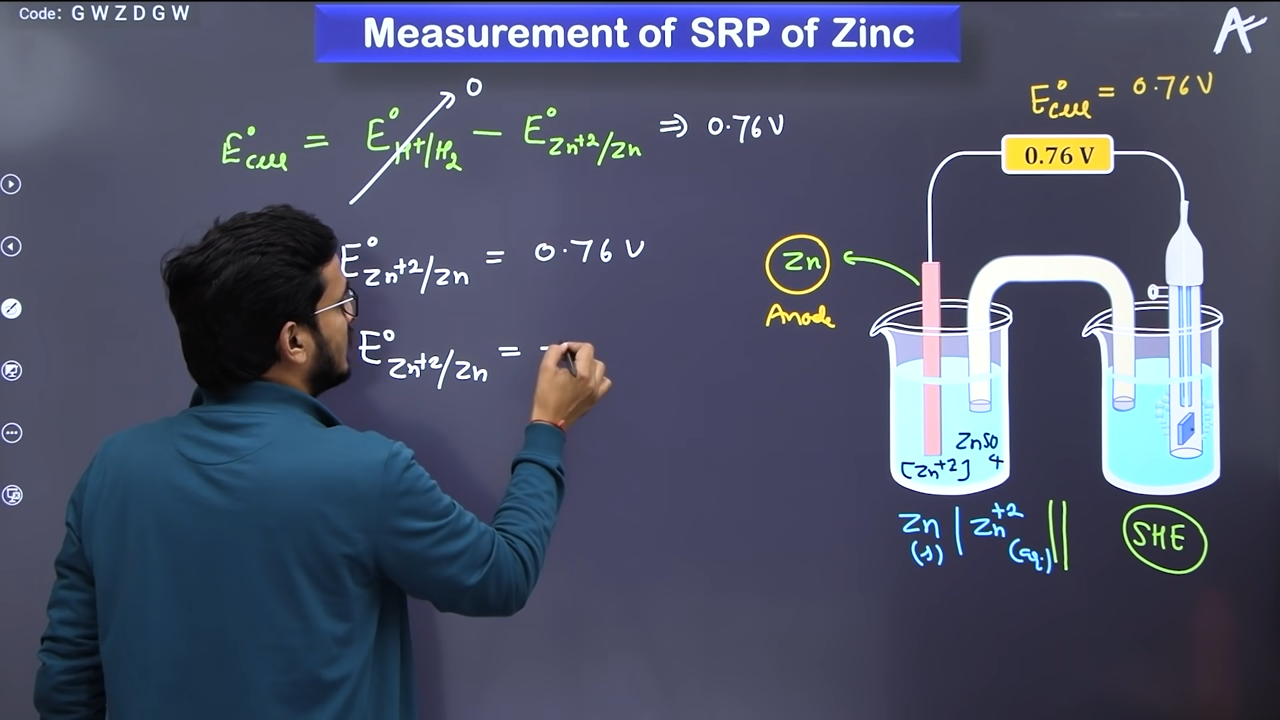 Code: G W Z D G W
Measurement of SRP of Zinc
E°cell = E°H+/H2 – E°Zn+2/Zn ⇒ 0.76 V
0
E°Zn+2/Zn = 0.76 V
E°Zn+2/Zn = –
E°cell = 0.76 V
0.76 V
Zn
Anode
ZnSO4
[Zn+2]
Zn(s) | Zn+2(aq.) ||
SHE